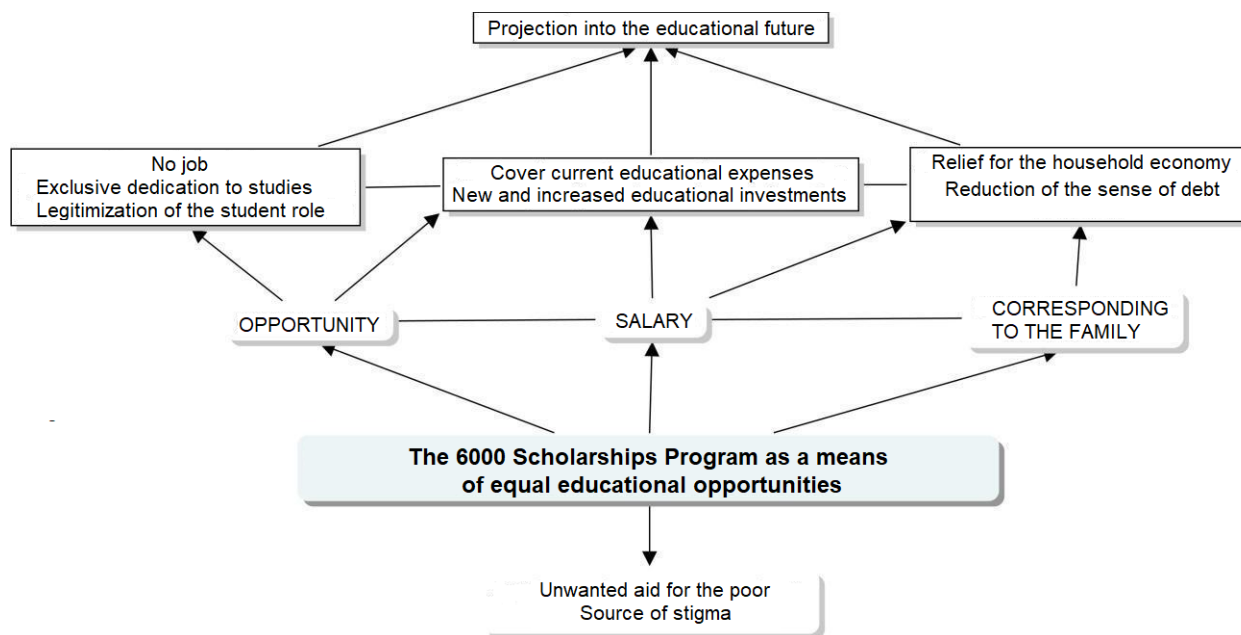 Projection into the educational future
No job
Exclusive dedication to studies
Legitimization of the student role
Cover current educational expenses
New and increased educational investments
Relief for the household economy
Reduction of the sense of debt
OPPORTUNITY
SALARY
CORRESPONDING
TO THE FAMILY
The 6000 Scholarships Program as a means
of equal educational opportunities
Unwanted aid for the poor
Source of stigma